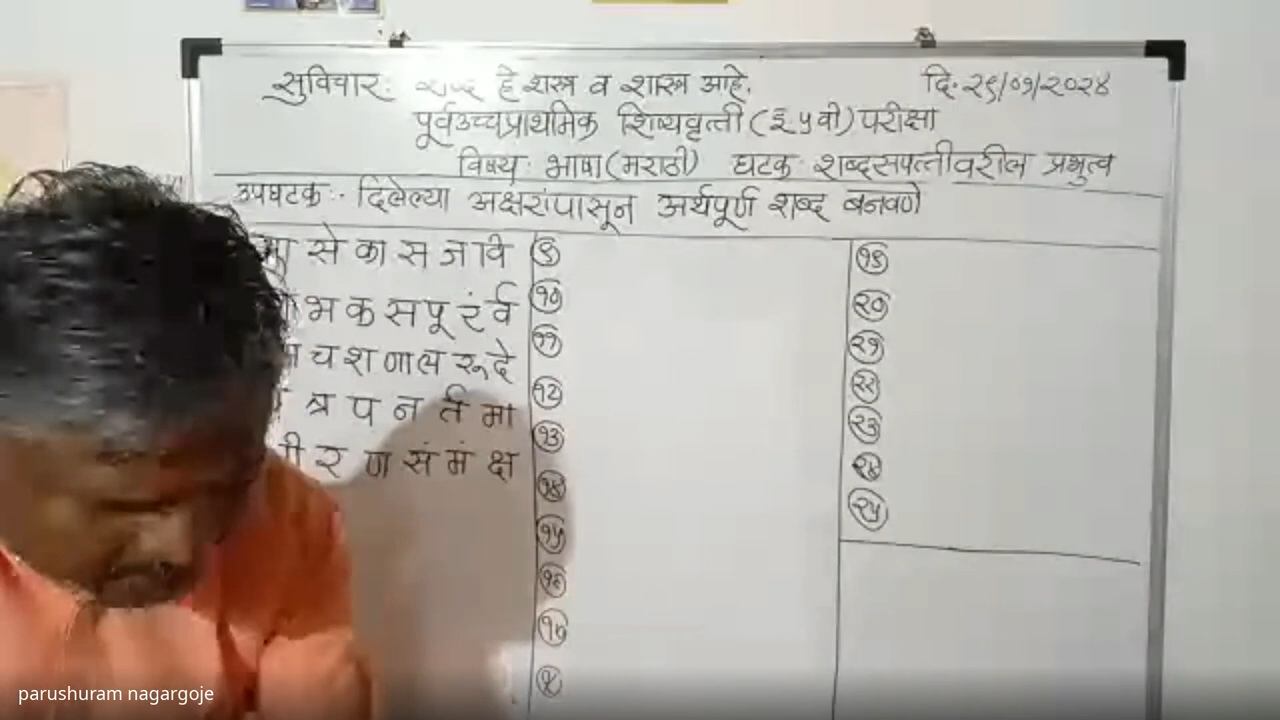 सुविचार: शब्द हे शस्त्र व शास्त्र आहे.
दि. २९/०१/२०२४
पूर्वउच्चप्राथमिक शिष्यवृत्ती (इ. ५ वी) परीक्षा
विषय: भाषा (मराठी) घटक: शब्दसंपत्तीवरील प्रभुत्व
उपघटक :- दिलेल्या अक्षरांपासून अर्थपूर्ण शब्द बनवणे
से का स जा वि
भ क स पू रं र्व
च श णा ल रू दे
त्र प न र्त मा
र ण सं मं क्ष
९
१०
११
१२
१३
१४
१५
१६
१७
१८
१९
२०
२१
२२
२३
२४
२५
parushuram nagargoje